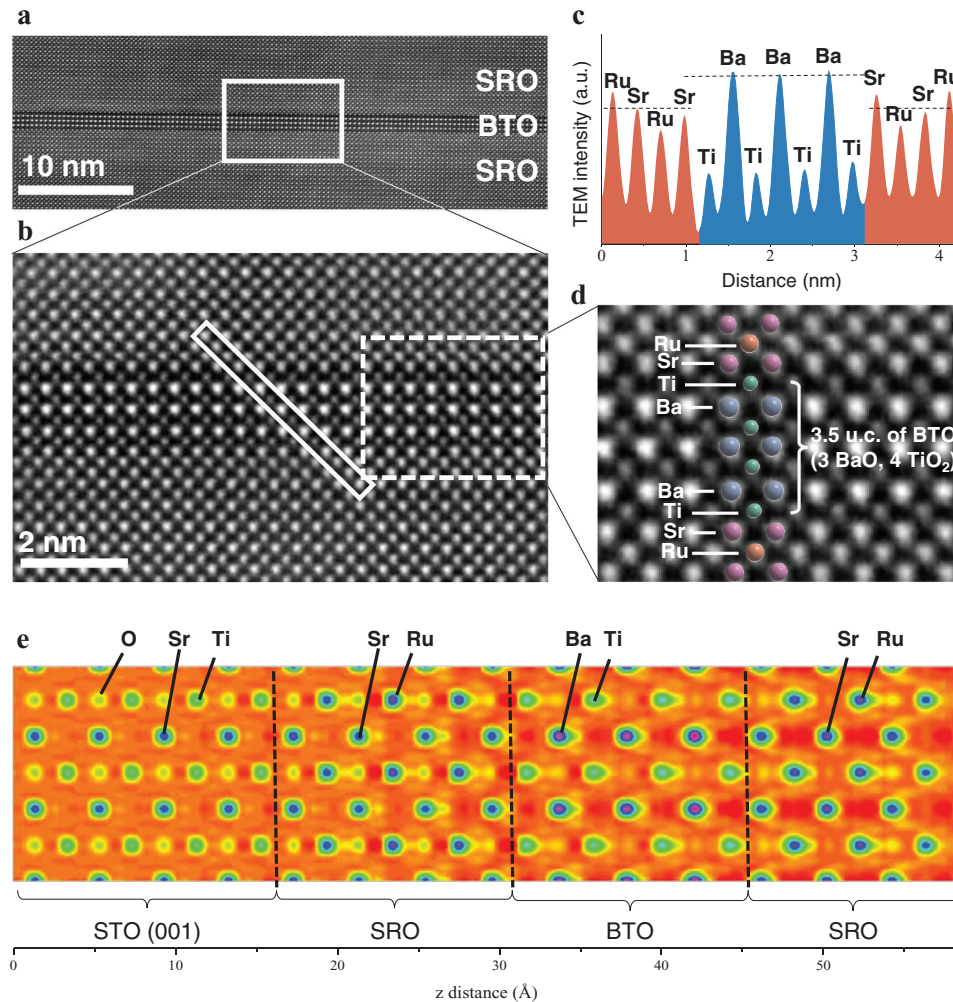 a
SRO
BTO
SRO
10 nm
b
2 nm
c
TEM intensity (a.u.)
Ru
Sr
Ru
Sr
Ti
Ba
Ti
Ba
Ti
Ba
Ti
Sr
Ru
Sr
Ru
0 1 2 3 4
Distance (nm)
d
Ru
Sr
Ti
Ba
3.5 u.c. of BTO
(3 BaO, 4 TiO₂)
Ba
Ti
Sr
Ru
e
O Sr Ti Sr Ru Ba Ti Sr Ru
STO (001) SRO BTO SRO
0 10 20 30 40 50
z distance (Å)